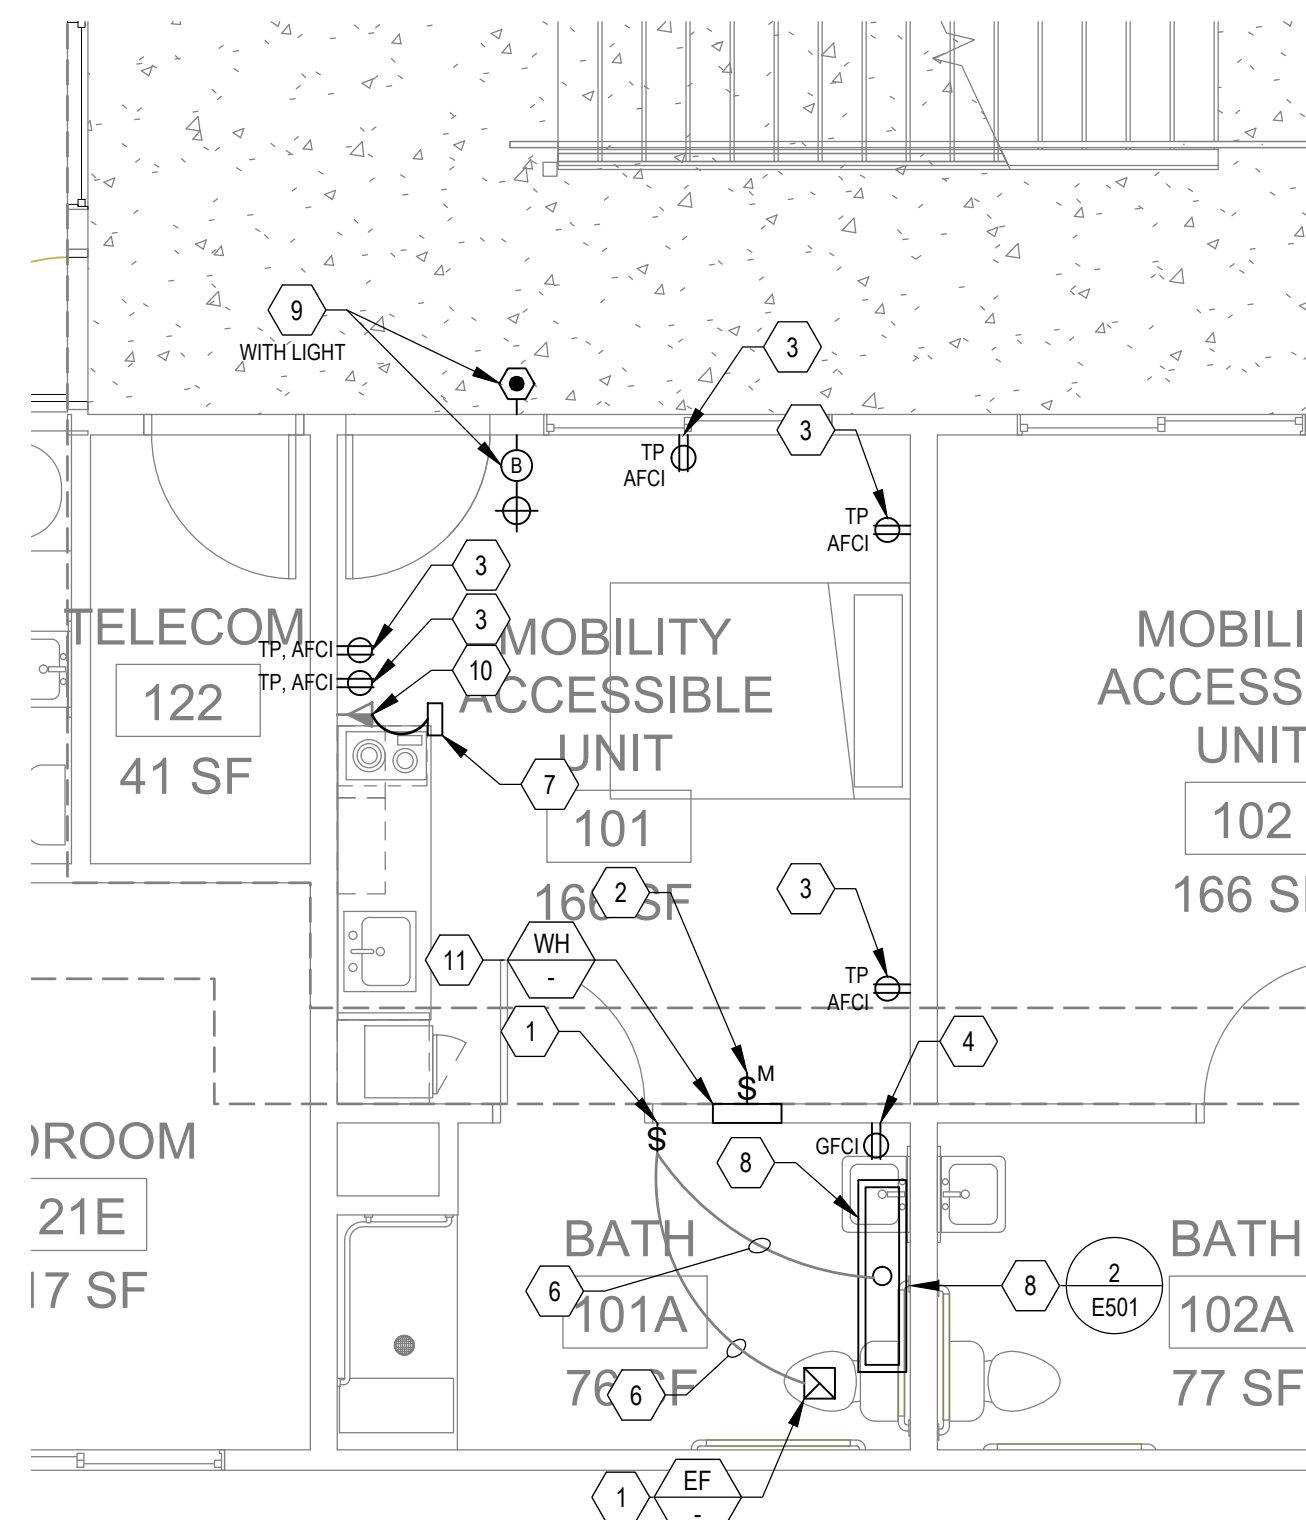 9
WITH LIGHT
3
3
TP
AFCI
B
TP
AFCI
3
3
10
TP, AFCI
TP, AFCI
TELECOM
122
41 SF
MOBILITY
ACCESSIBLE
UNIT
101
166 SF
7
MOBILI
ACCESS
UNIT
102
166 S
2
3
11
WH
-
TP
AFCI
1
4
S M
S
GFCI
8
DROOM
21E
17 SF
BATH
101A
76 SF
6
6
8
2
E501
BATH
102A
77 SF
1
EF
-